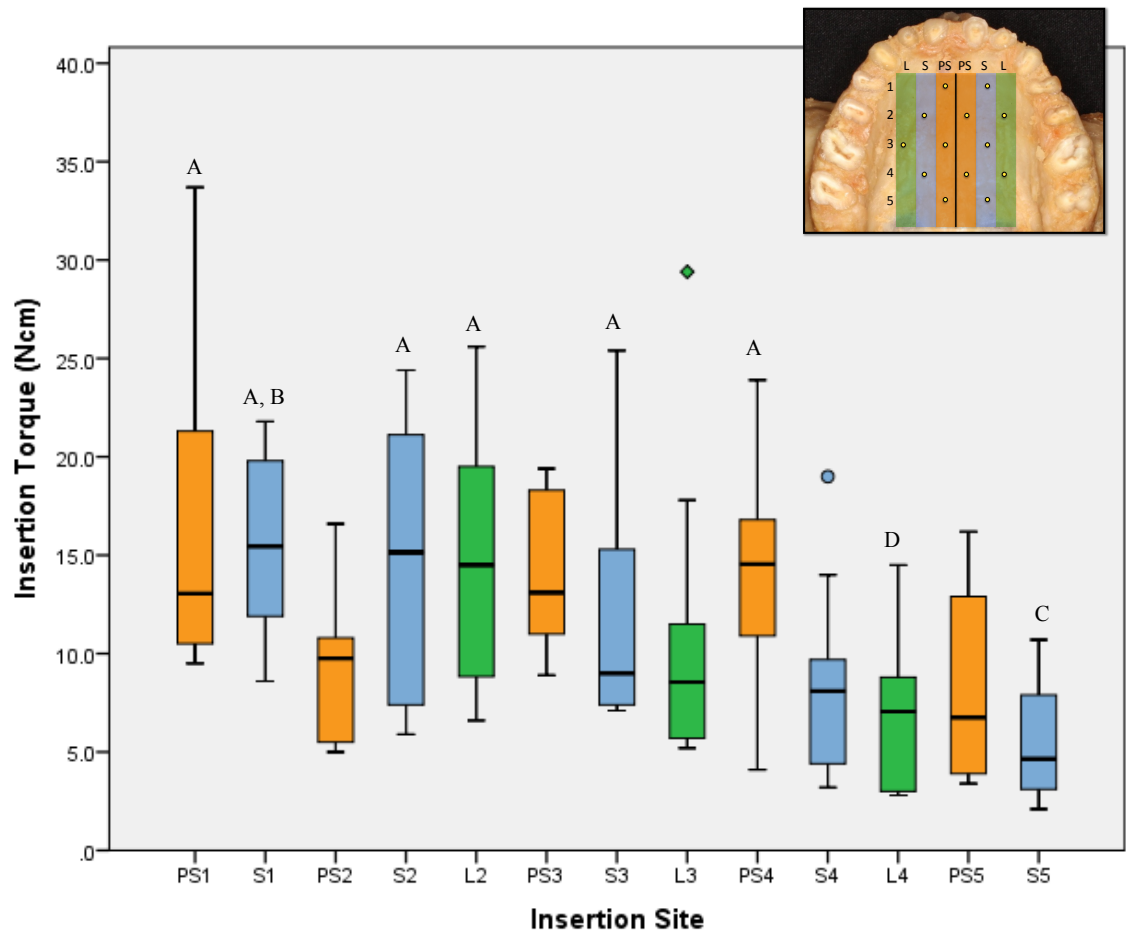 L S PS PS S L
1
2
3
4
5
40.0
35.0
30.0
25.0
20.0
15.0
10.0
5.0
.0
Insertion Torque (Ncm)
A
A, B
A
A
A
A
D
C
PS1 S1 PS2 S2 L2 PS3 S3 L3 PS4 S4 L4 PS5 S5
Insertion Site